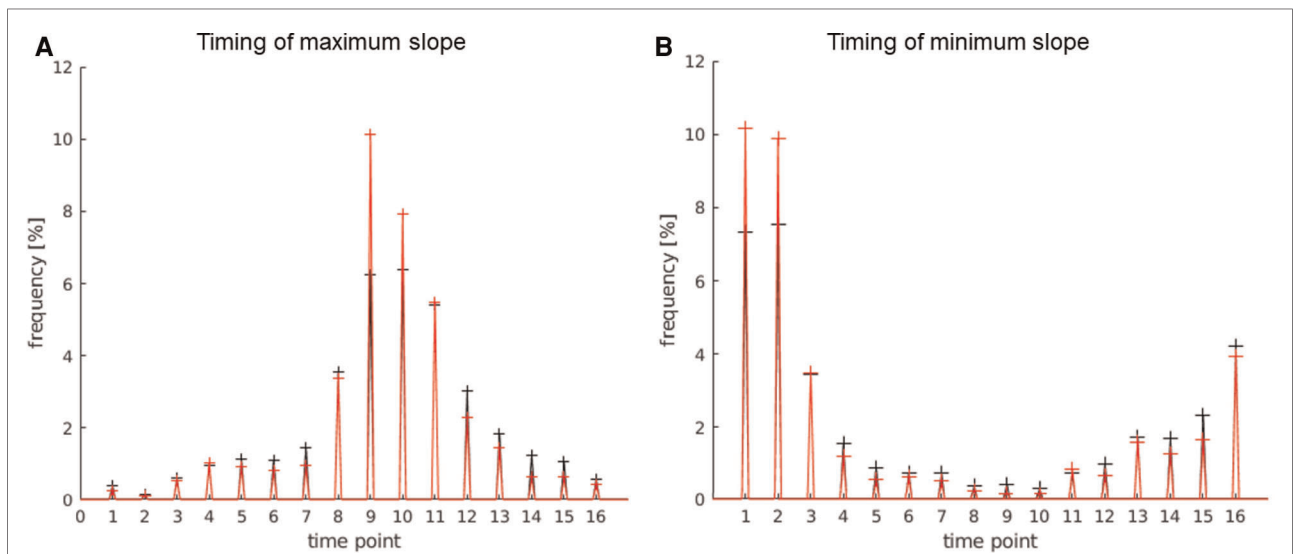 A
Timing of maximum slope
12
10
8
6
4
2
0
frequency [%]
0 1 2 3 4 5 6 7 8 9 10 11 12 13 14 15 16
time point
B
Timing of minimum slope
12
10
8
6
4
2
0
frequency [%]
1 2 3 4 5 6 7 8 9 10 11 12 13 14 15 16
time point